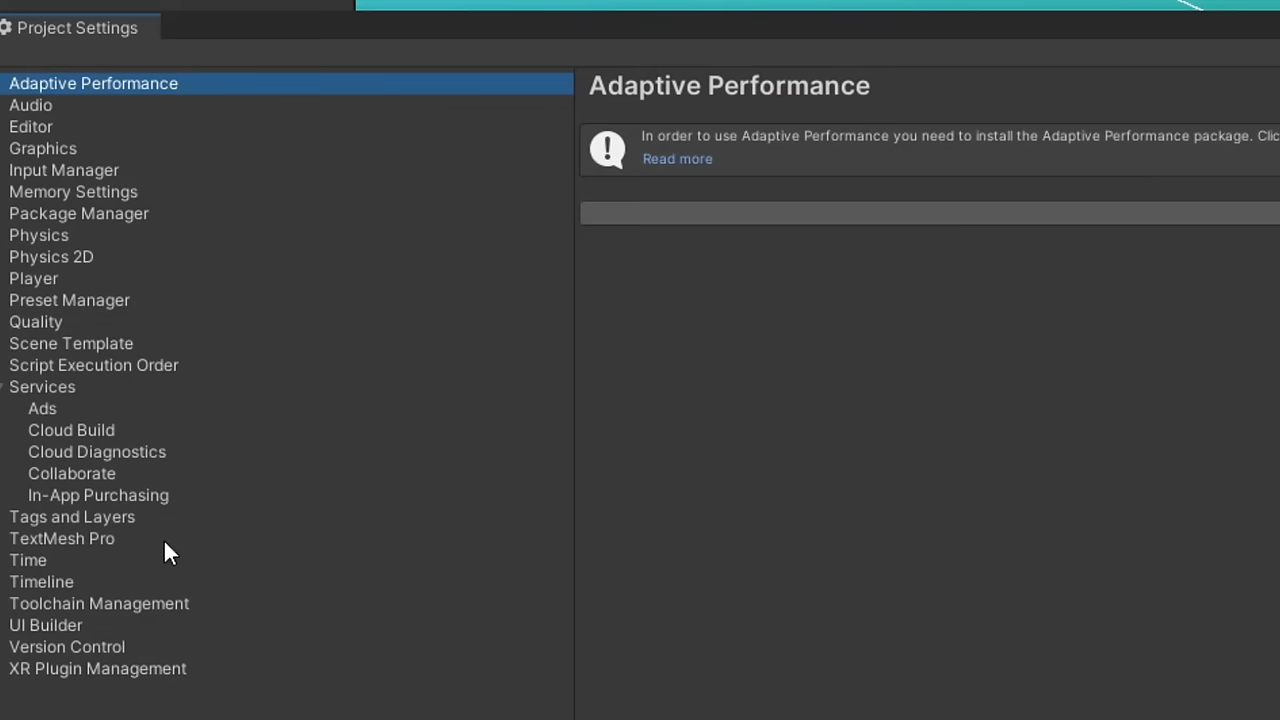 Project Settings
Adaptive Performance
Audio
Editor
Graphics
Input Manager
Memory Settings
Package Manager
Physics
Physics 2D
Player
Preset Manager
Quality
Scene Template
Script Execution Order
Services
Ads
Cloud Build
Cloud Diagnostics
Collaborate
In-App Purchasing
Tags and Layers
TextMesh Pro
Time
Timeline
Toolchain Management
UI Builder
Version Control
XR Plugin Management
Adaptive Performance
In order to use Adaptive Performance you need to install the Adaptive Performance package. Clic
Read more